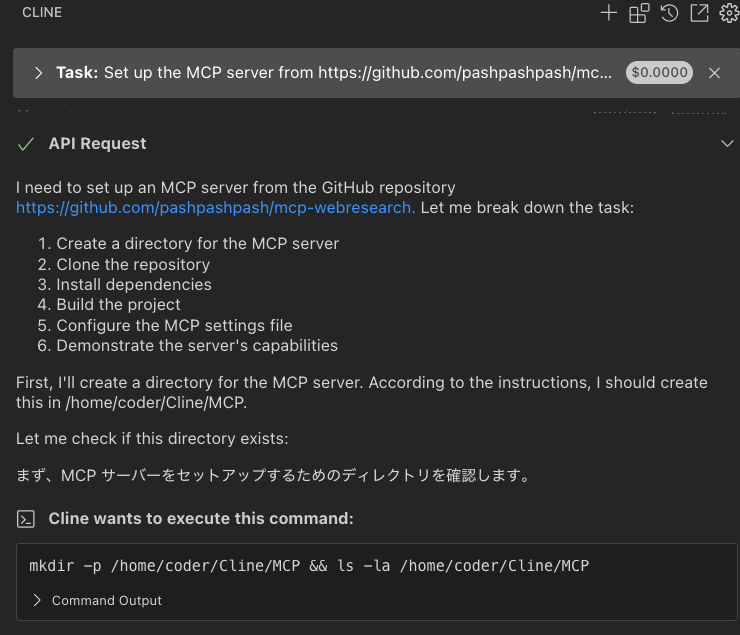 CLINE
Task: Set up the MCP server from https://github.com/pashpashpash/mc... $0.0000
API Request
I need to set up an MCP server from the GitHub repository
https://github.com/pashpashpash/mcp-webresearch. Let me break down the task:
1. Create a directory for the MCP server
2. Clone the repository
3. Install dependencies
4. Build the project
5. Configure the MCP settings file
6. Demonstrate the server's capabilities
First, I'll create a directory for the MCP server. According to the instructions, I should create
this in /home/coder/Cline/MCP.
Let me check if this directory exists:
まず、MCP サーバーをセットアップするためのディレクトリを確認します。
Cline wants to execute this command:
mkdir -p /home/coder/Cline/MCP && ls -la /home/coder/Cline/MCP
Command Output